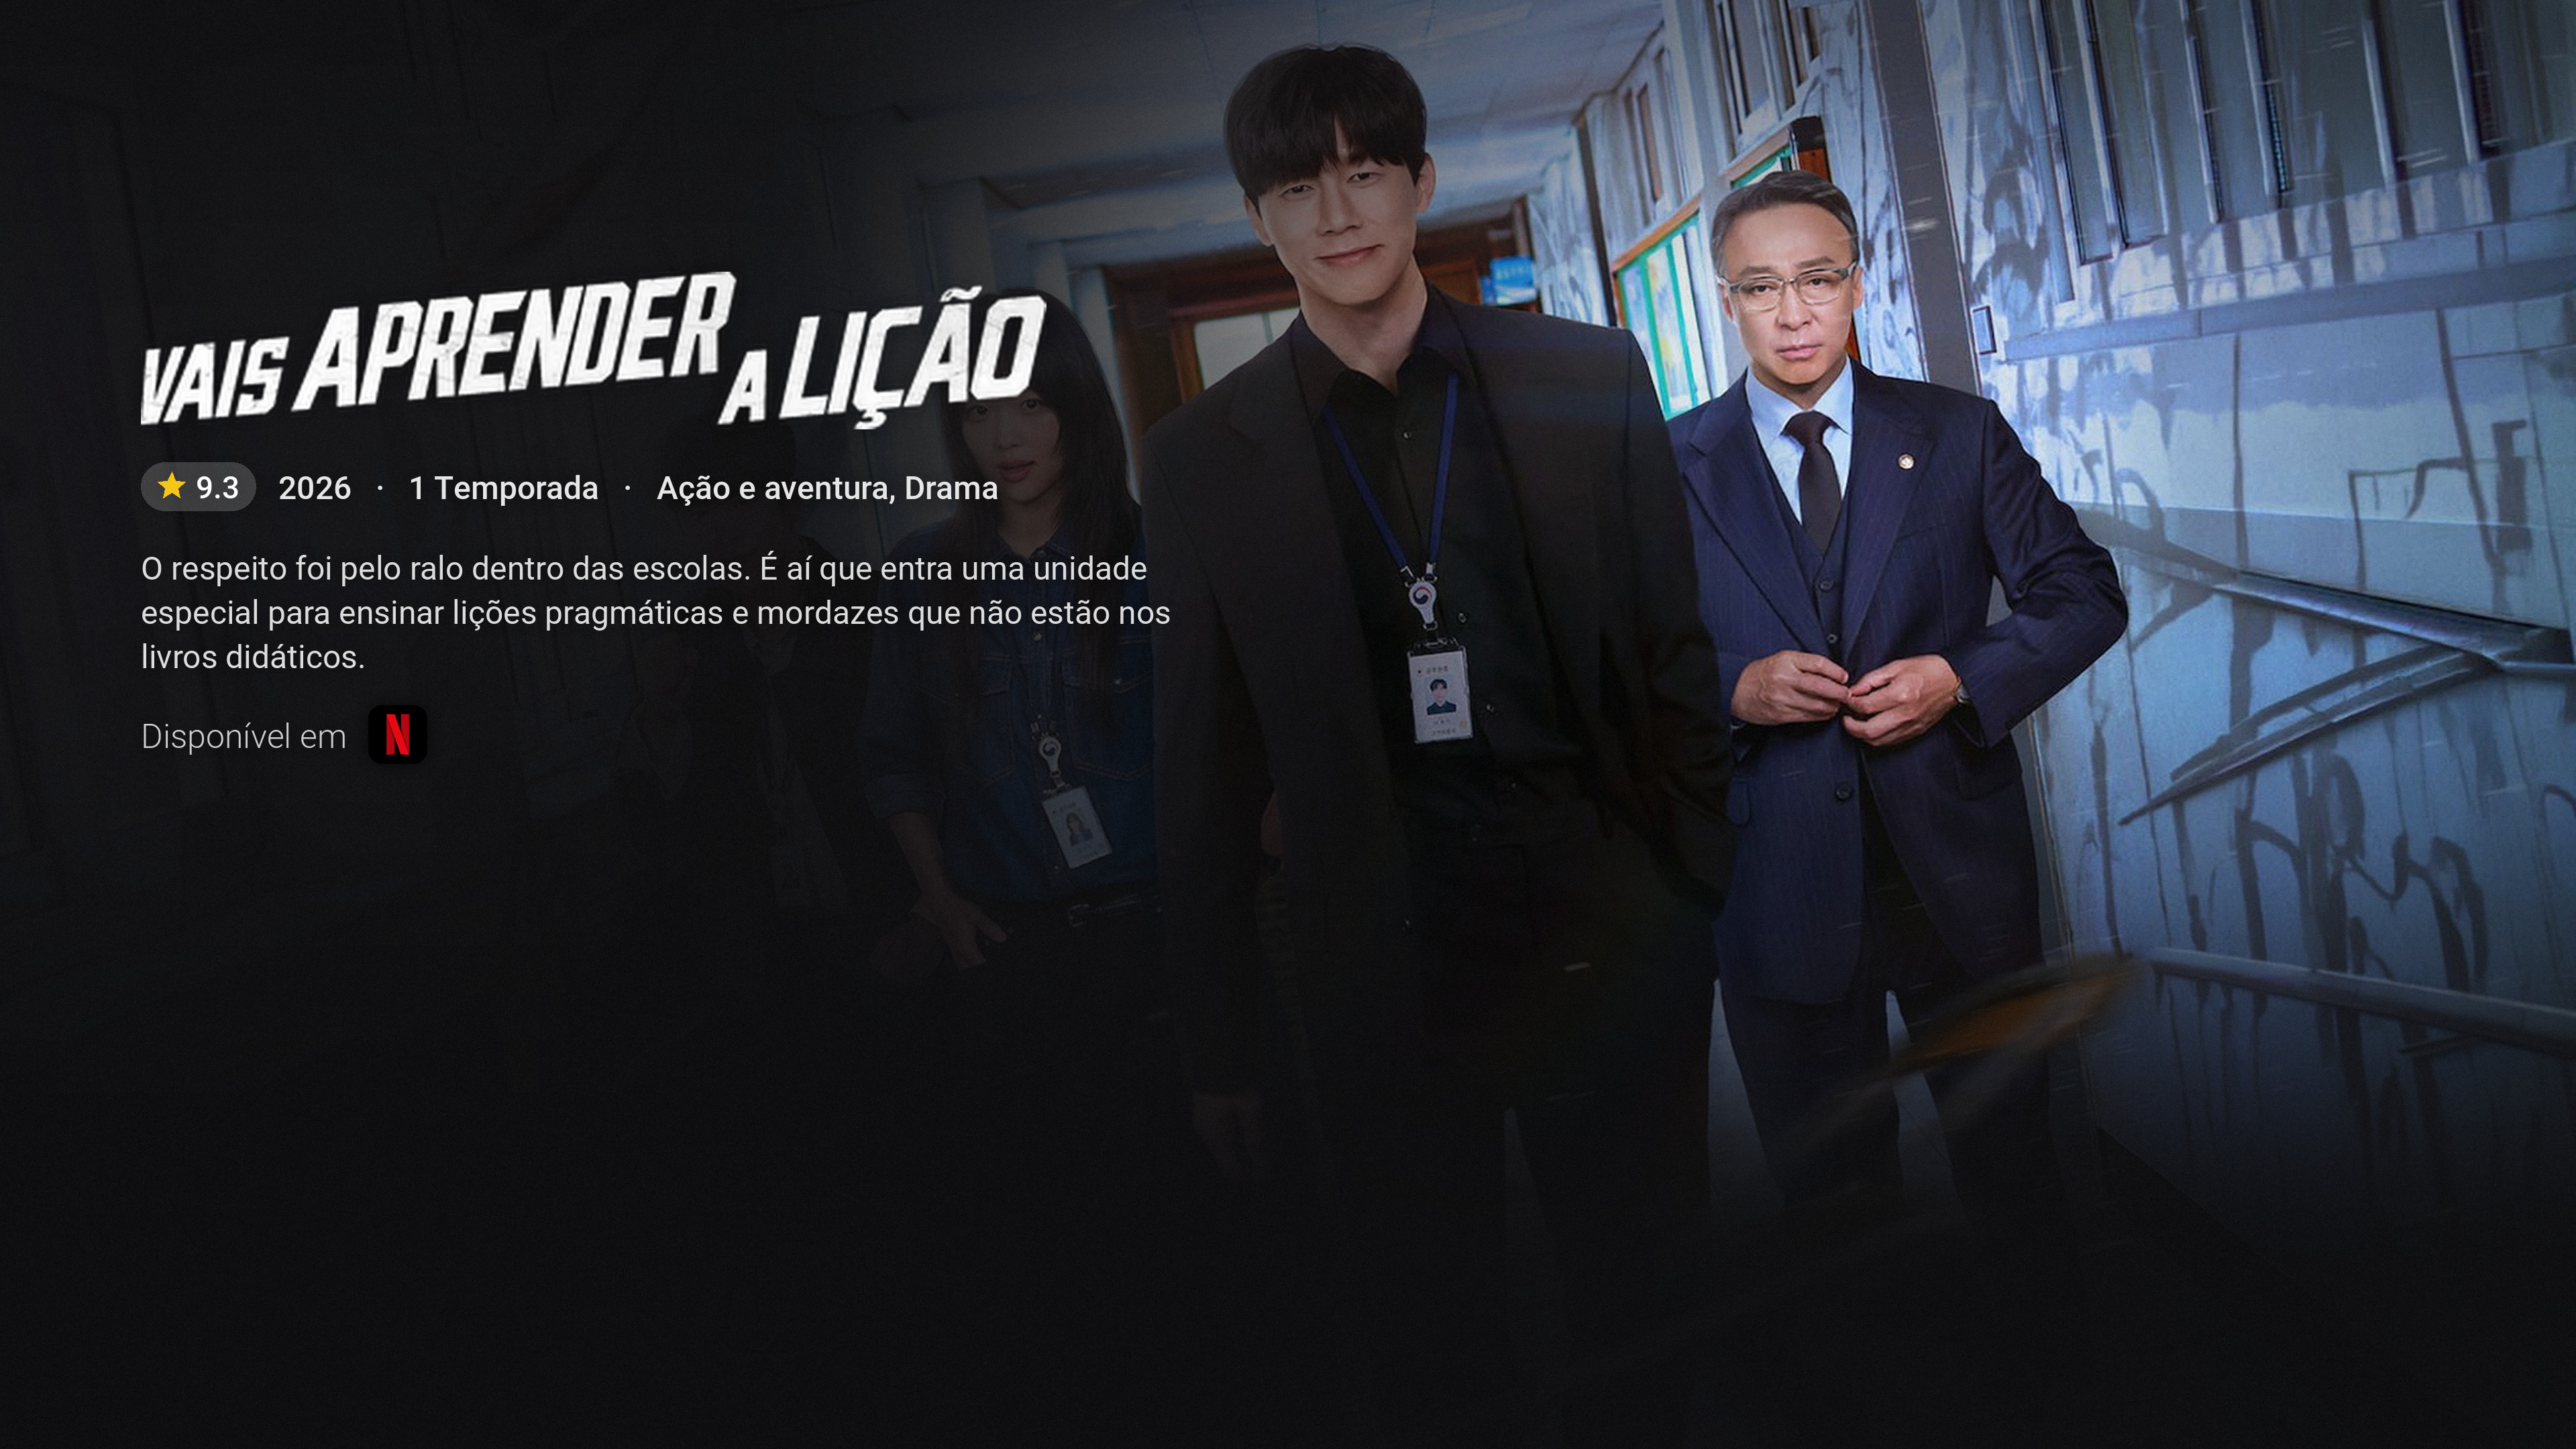 VAIS APRENDER A LIÇÃO
9.3 2026 · 1 Temporada · Ação e aventura, Drama
O respeito foi pelo ralo dentro das escolas. É aí que entra uma unidade
especial para ensinar lições pragmáticas e mordazes que não estão nos
livros didáticos.
Disponível em N